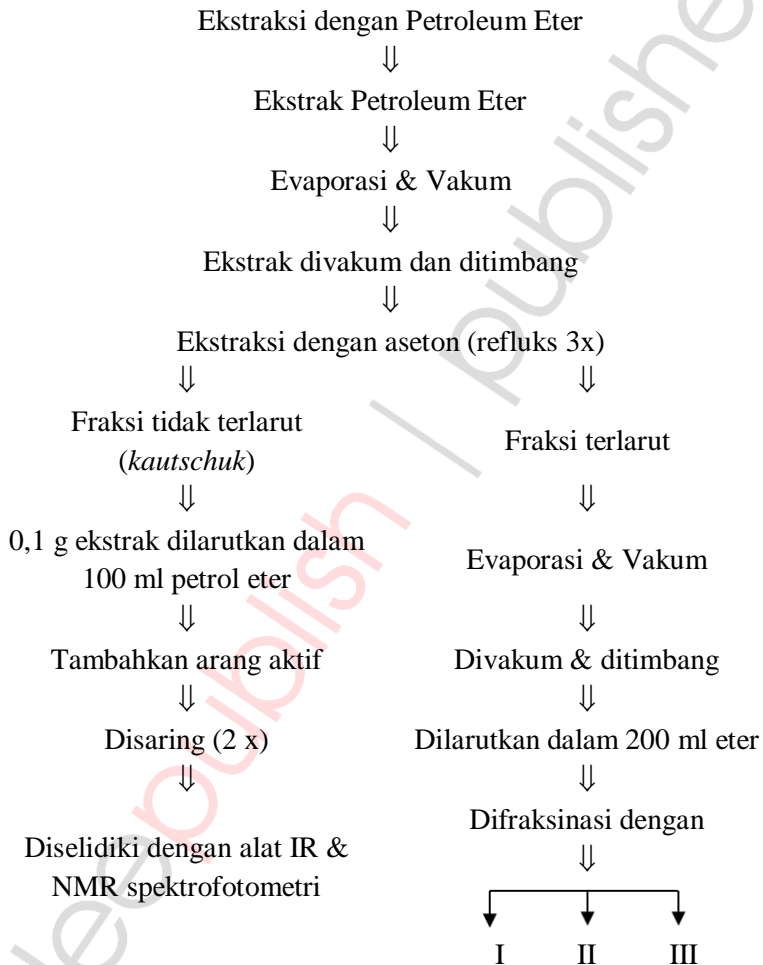 Ekstraksi dengan Petroleum Eter
⇓
Ekstrak Petroleum Eter
⇓
Evaporasi & Vakum
⇓
Ekstrak divakum dan ditimbang
⇓
Ekstraksi dengan aseton (refluks 3x)
⇓
Fraksi tidak terlarut
(kautschuk)
⇓
0,1 g ekstrak dilarutkan dalam
100 ml petrol eter
⇓
Tambahkan arang aktif
⇓
Disaring (2 x)
⇓
Diselidiki dengan alat IR &
NMR spektrofotometri
⇓
Fraksi terlarut
⇓
Evaporasi & Vakum
⇓
Divakum & ditimbang
⇓
Dilarutkan dalam 200 ml eter
⇓
Difraksinasi dengan
⇓
I II III
deepublish | publishe